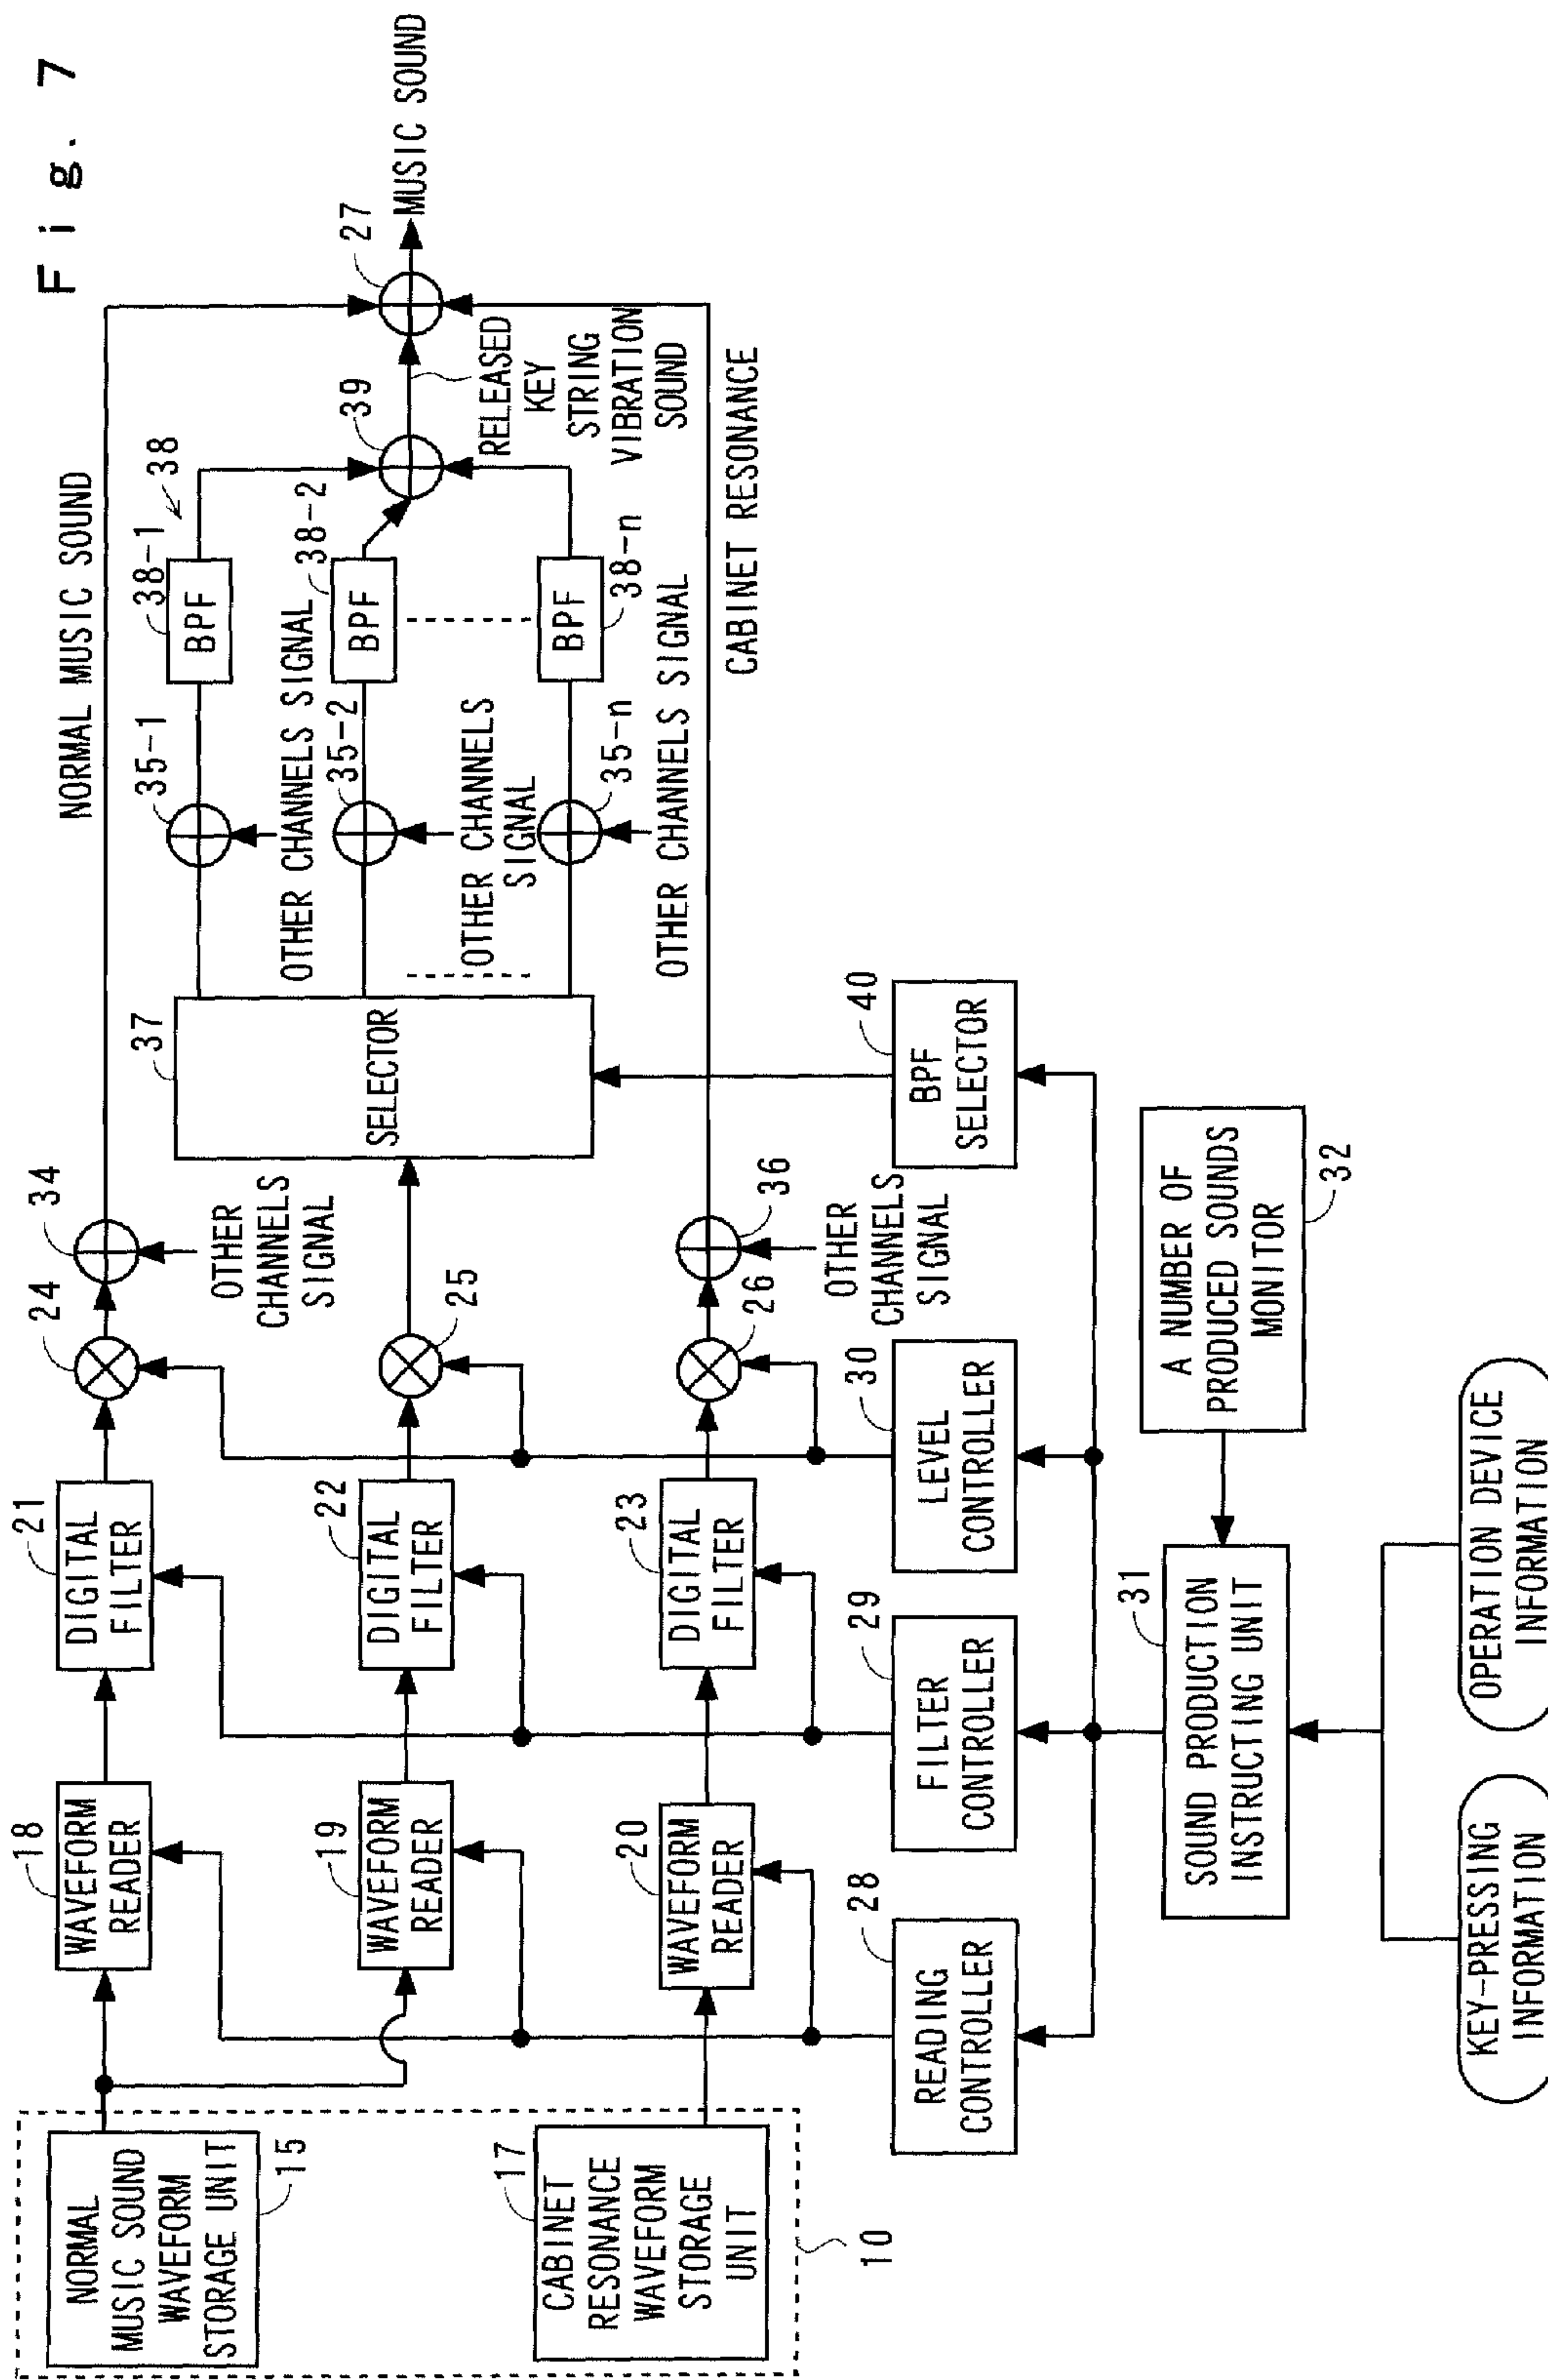 Fig. 7
NORMAL
MUSIC SOUND
WAVEFORM
STORAGE UNIT
15
CABINET
RESONANCE
WAVEFORM
STORAGE
UNIT
17
10
18
WAVEFORM
READER
19
WAVEFORM
READER
20
WAVEFORM
READER
21
DIGITAL
FILTER
22
DIGITAL
FILTER
23
DIGITAL
FILTER
24
25
26
34
OTHER
CHANNELS
SIGNAL
36
OTHER
CHANNELS
SIGNAL
37
SELECTOR
NORMAL MUSIC SOUND
35-1
OTHER CHANNELS SIGNAL
35-2
OTHER CHANNELS
SIGNAL
35-n
OTHER CHANNELS SIGNAL
38-1
BPF
38
38-2
BPF
BPF
38-n
39
RELEASED
KEY
STRING
VIBRATION
SOUND
CABINET RESONANCE
27
MUSIC SOUND
28
READING
CONTROLLER
29
FILTER
CONTROLLER
30
LEVEL
CONTROLLER
40
BPF
SELECTOR
31
SOUND PRODUCTION
INSTRUCTING UNIT
A NUMBER OF
PRODUCED SOUNDS
MONITOR
32
KEY-PRESSING
INFORMATION
OPERATION DEVICE
INFORMATION